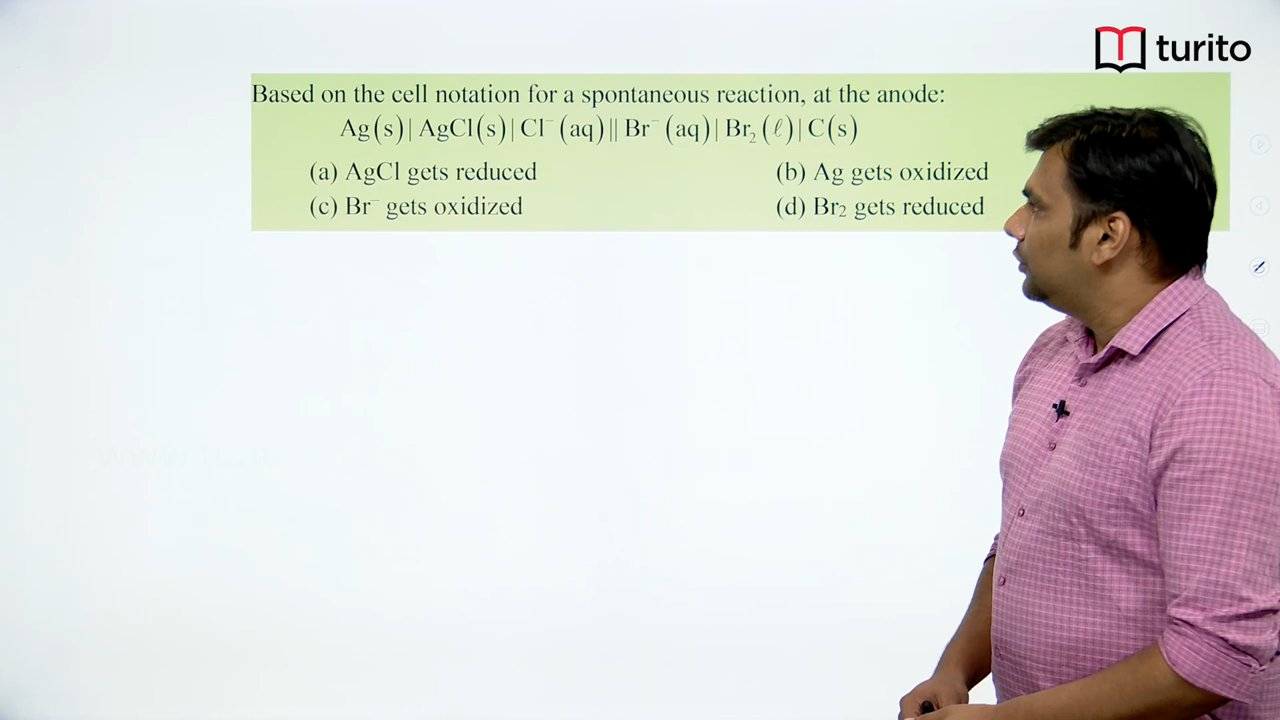 turito
Based on the cell notation for a spontaneous reaction, at the anode:
Ag(s)|AgCl(s)|Cl⁻(aq)||Br⁻(aq)|Br₂(ℓ)|C(s)
(a) AgCl gets reduced (b) Ag gets oxidized
(c) Br⁻ gets oxidized (d) Br₂ gets reduced